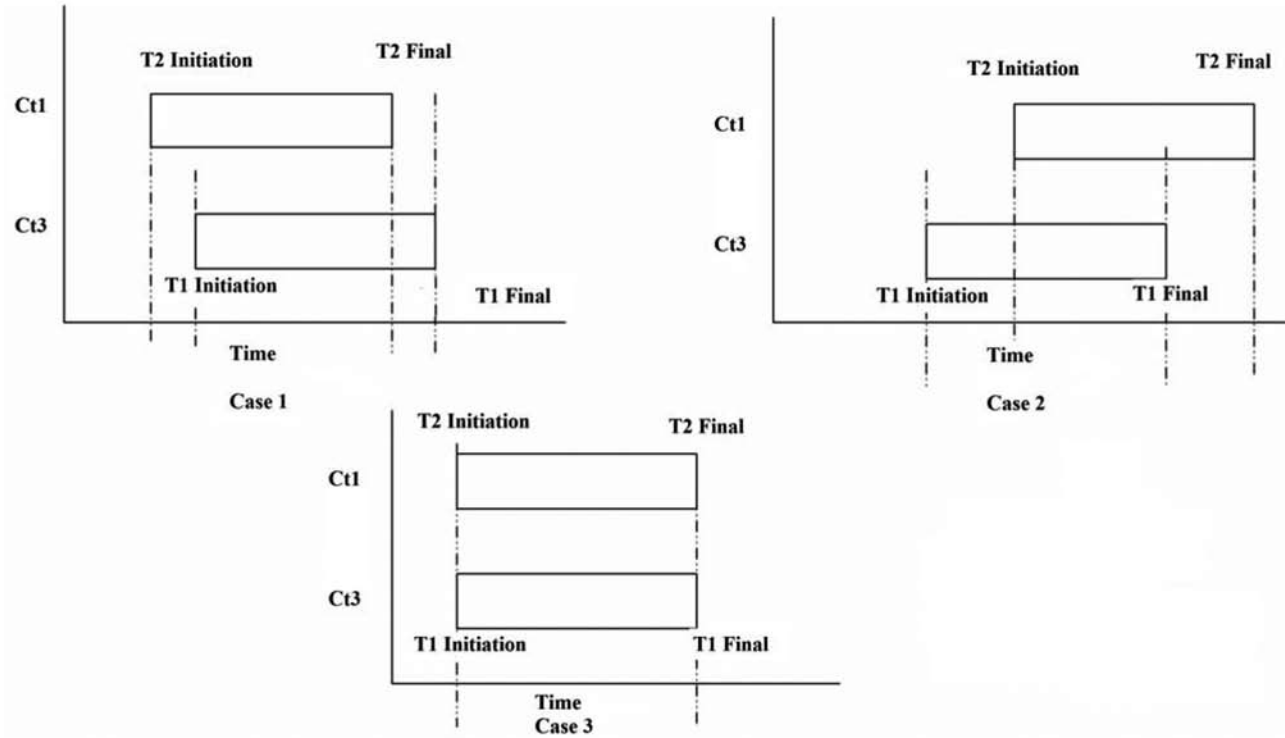 T2 Initiation
T2 Final
Ct1
Ct3
T1 Initiation
T1 Final
Time
Case 1
T2 Initiation
T2 Final
Ct1
Ct3
T1 Initiation
T1 Final
Time
Case 2
T2 Initiation
T2 Final
Ct1
Ct3
T1 Initiation
T1 Final
Time
Case 3